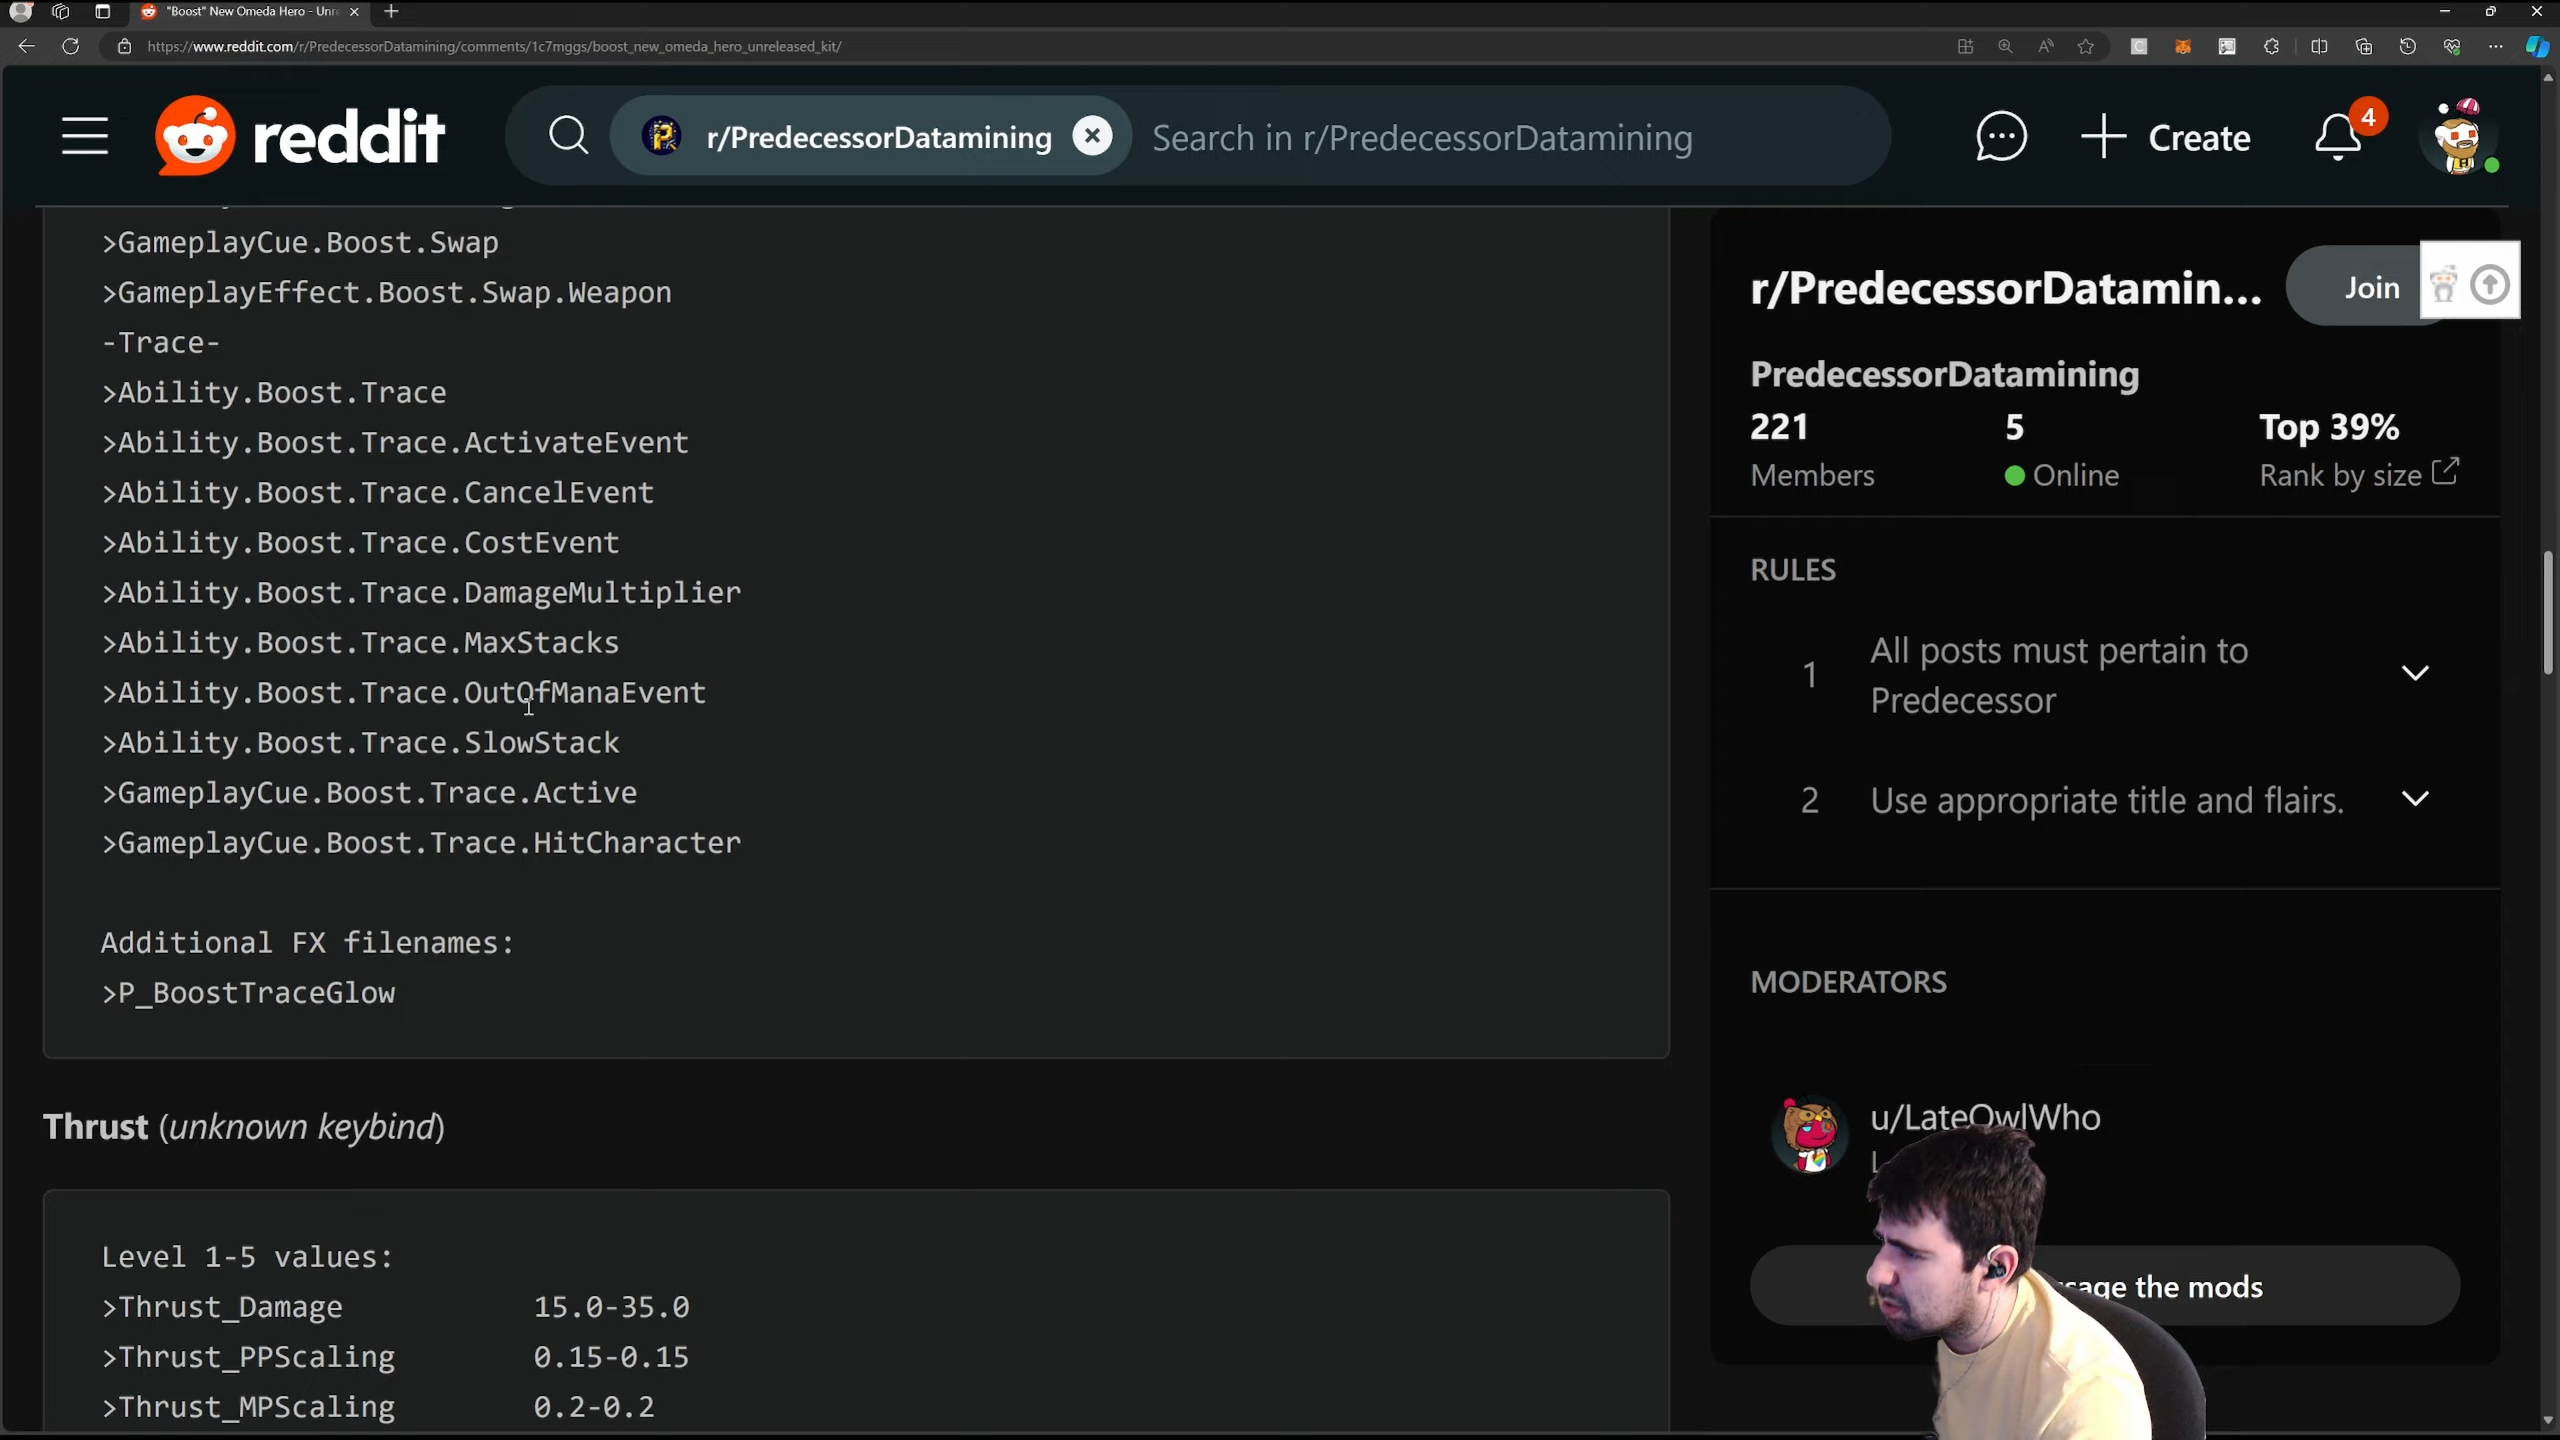 "Boost" New Omeda Hero - Unre
https://www.reddit.com/r/PredecessorDatamining/comments/1c7mggs/boost_new_omeda_hero_unreleased_kit/
reddit
r/PredecessorDatamining
Search in r/PredecessorDatamining
Create
4
>GameplayCue.Boost.Swap
>GameplayEffect.Boost.Swap.Weapon
-Trace-
>Ability.Boost.Trace
>Ability.Boost.Trace.ActivateEvent
>Ability.Boost.Trace.CancelEvent
>Ability.Boost.Trace.CostEvent
>Ability.Boost.Trace.DamageMultiplier
>Ability.Boost.Trace.MaxStacks
>Ability.Boost.Trace.OutOfManaEvent
>Ability.Boost.Trace.SlowStack
>GameplayCue.Boost.Trace.Active
>GameplayCue.Boost.Trace.HitCharacter
Additional FX filenames:
>P_BoostTraceGlow
Thrust (unknown keybind)
Level 1-5 values:
>Thrust_Damage 15.0-35.0
>Thrust_PPScaling 0.15-0.15
>Thrust_MPScaling 0.2-0.2
r/PredecessorDatamin...
Join
PredecessorDatamining
221 5 Top 39%
Members Online Rank by size
RULES
1 All posts must pertain to
Predecessor
2 Use appropriate title and flairs.
MODERATORS
u/LateOwlWho
the mods